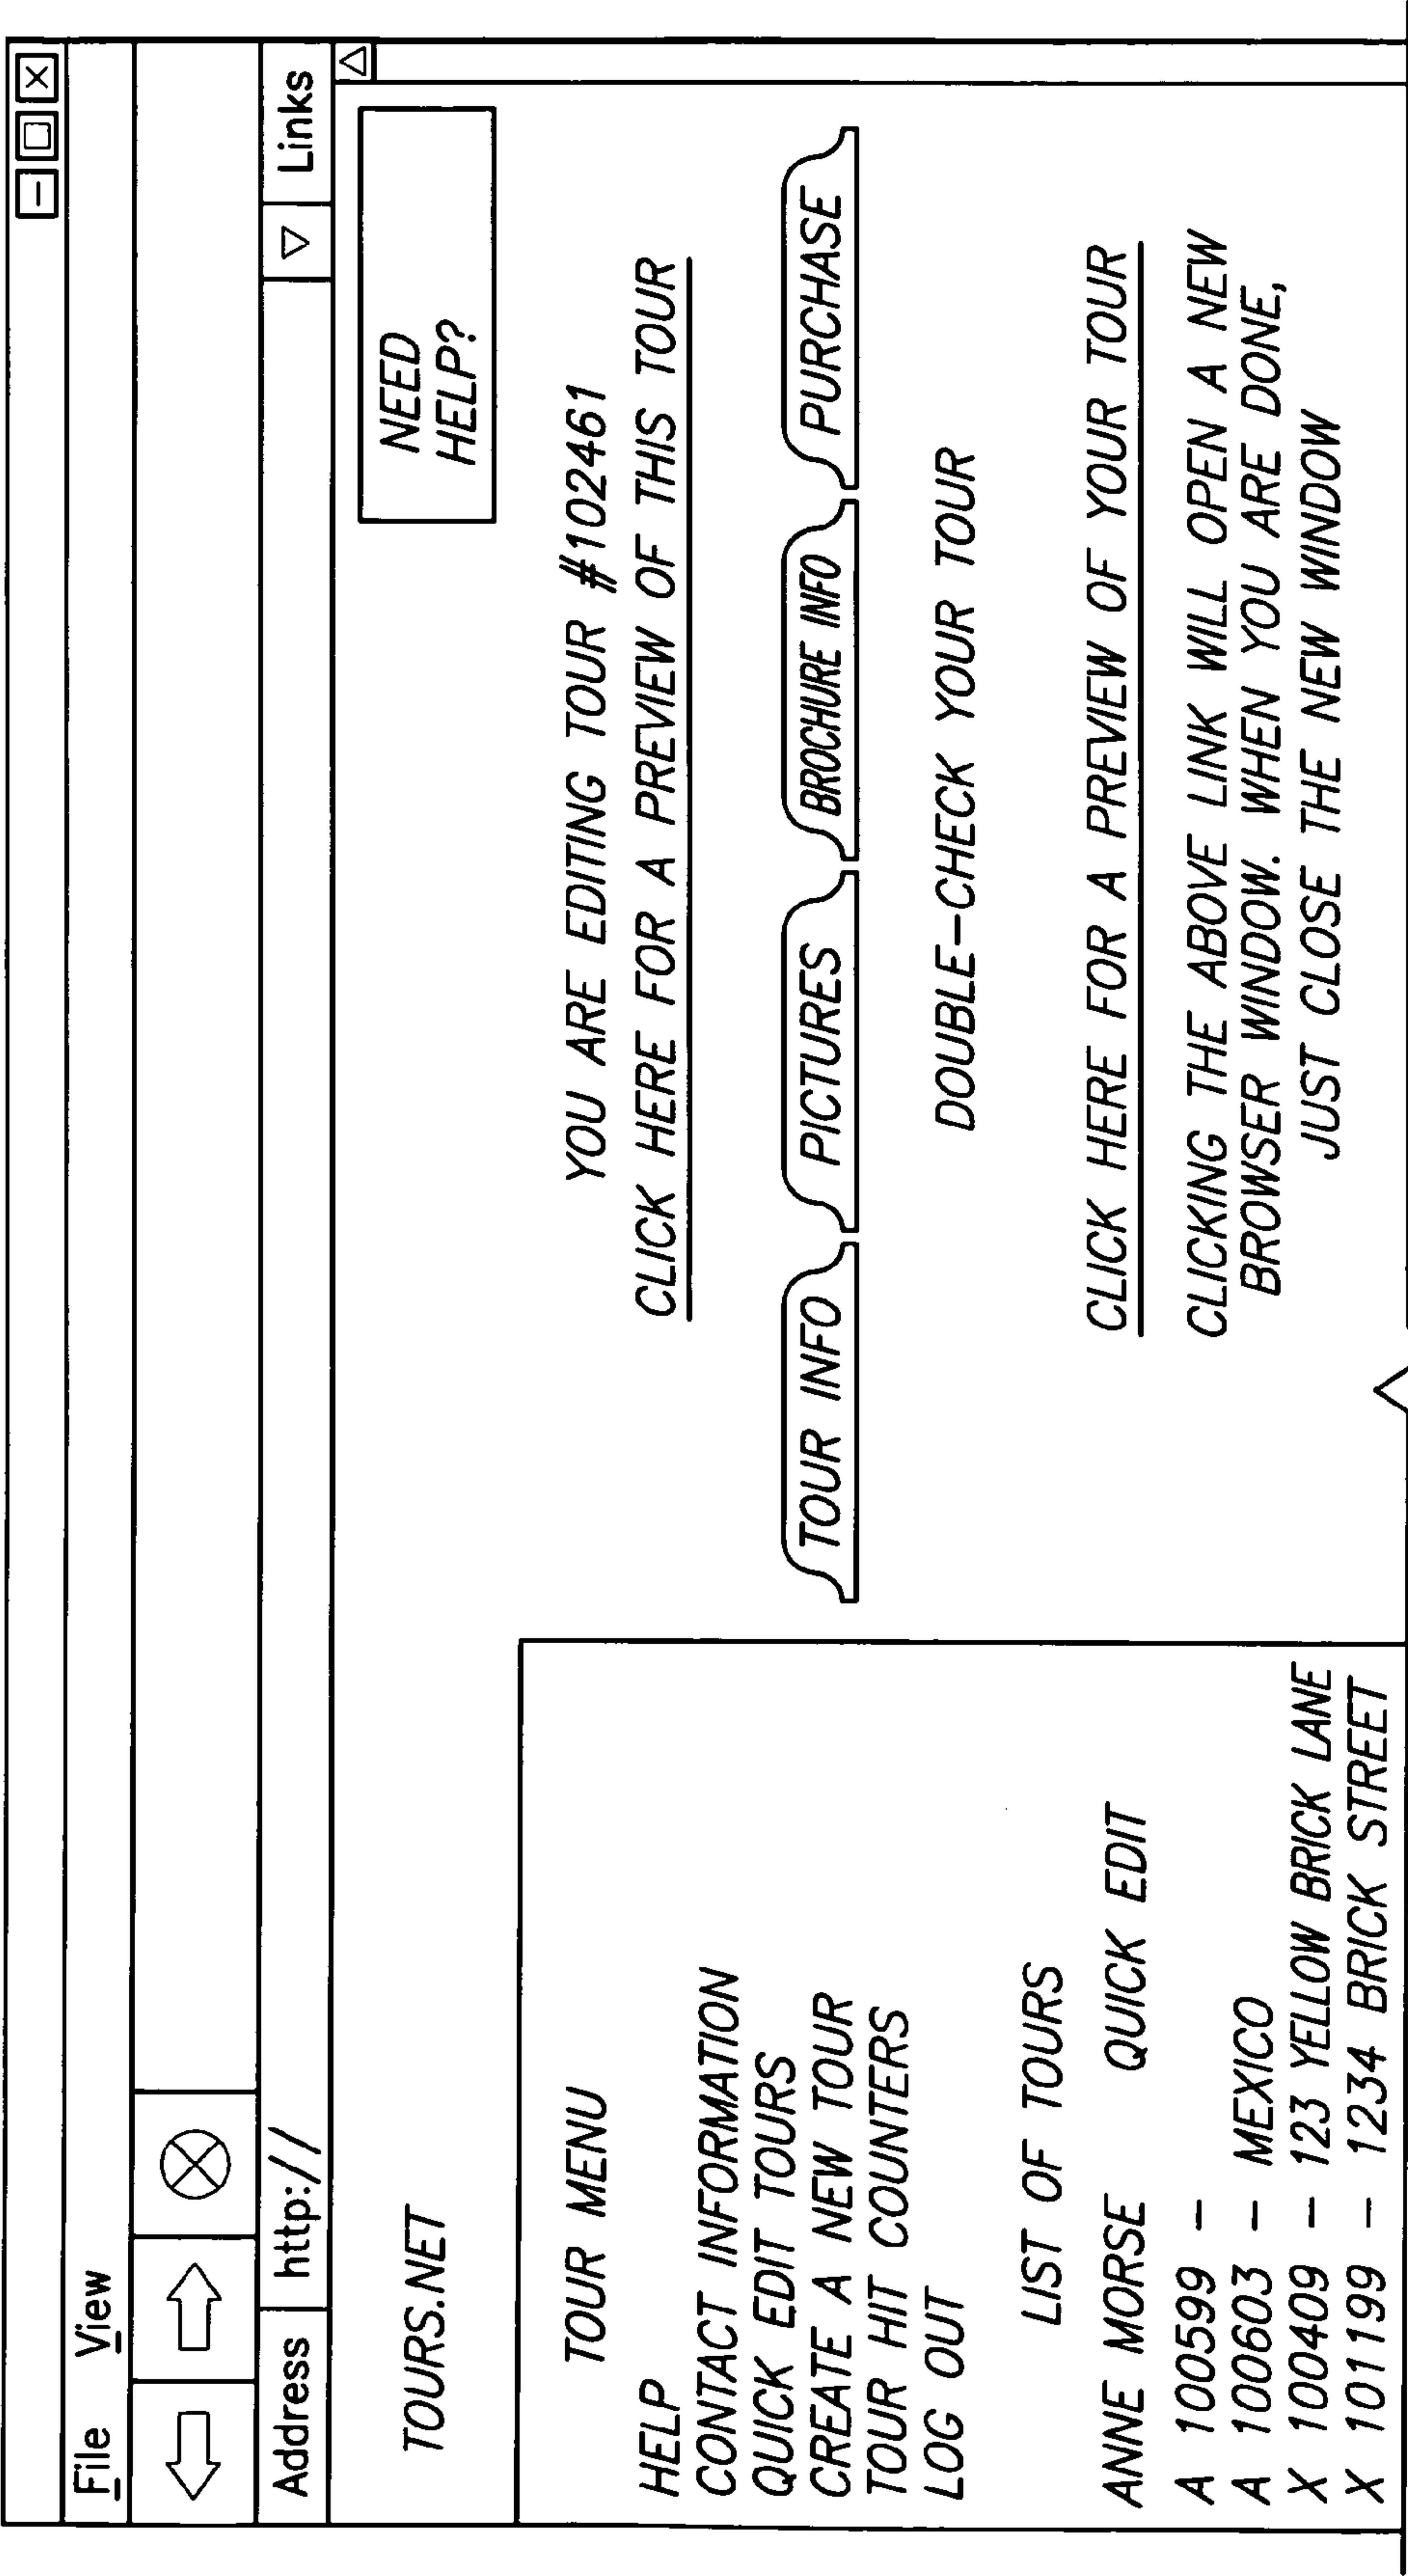 File View
Address http:// Links
TOURS.NET
NEED
HELP?
TOUR MENU
HELP
CONTACT INFORMATION
QUICK EDIT TOURS
CREATE A NEW TOUR
TOUR HIT COUNTERS
LOG OUT
LIST OF TOURS
ANNE MORSE QUICK EDIT
A 100599 –
A 100603 – MEXICO
X 100409 – 123 YELLOW BRICK LANE
X 101199 – 1234 BRICK STREET
YOU ARE EDITING TOUR #102461
CLICK HERE FOR A PREVIEW OF THIS TOUR
TOUR INFO PICTURES BROCHURE INFO PURCHASE
DOUBLE–CHECK YOUR TOUR
CLICK HERE FOR A PREVIEW OF YOUR TOUR
CLICKING THE ABOVE LINK WILL OPEN A NEW
BROWSER WINDOW. WHEN YOU ARE DONE,
JUST CLOSE THE NEW WINDOW